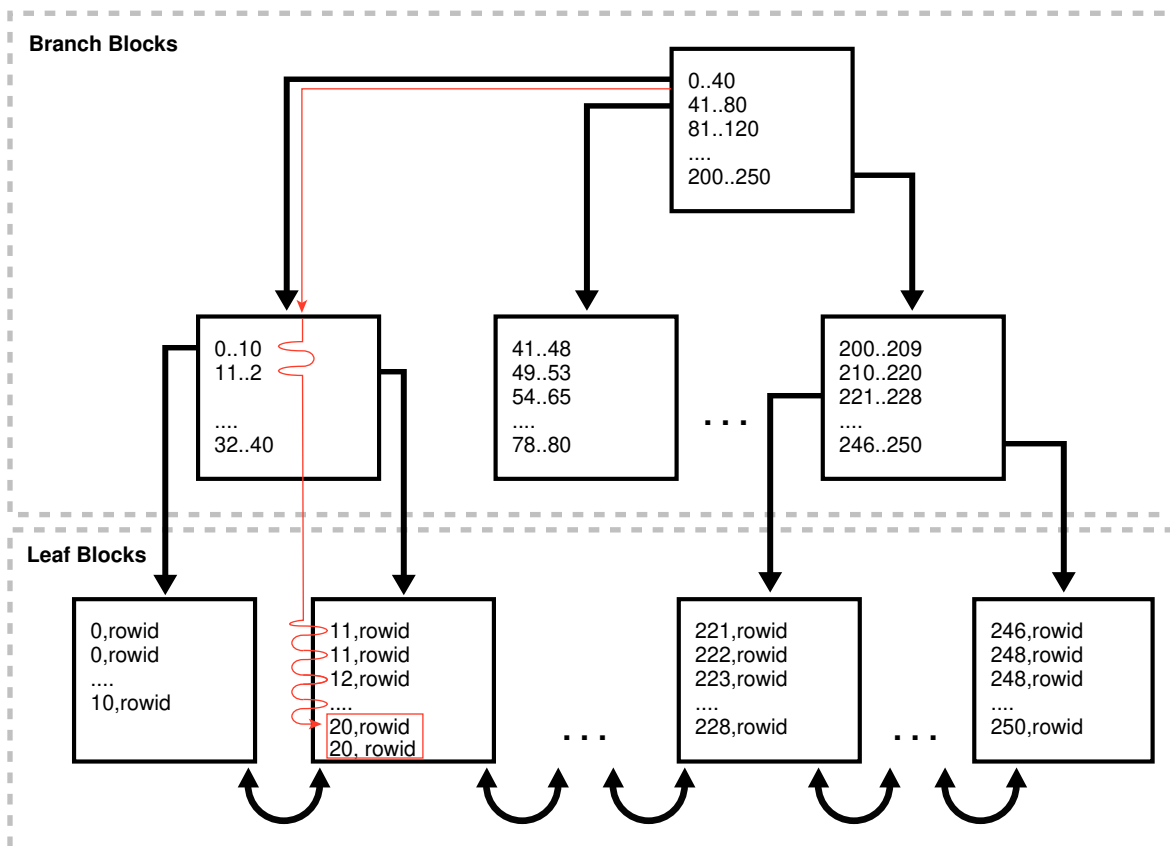 Branch Blocks
0..40
41..80
81..120
....
200..250
0..10
11..2
....
32..40
41..48
49..53
54..65
....
78..80
. . .
200..209
210..220
221..228
....
246..250
Leaf Blocks
0,rowid
0,rowid
....
10,rowid
11,rowid
11,rowid
12,rowid
....
20,rowid
20, rowid
. . .
221,rowid
222,rowid
223,rowid
....
228,rowid
. . .
246,rowid
248,rowid
248,rowid
....
250,rowid